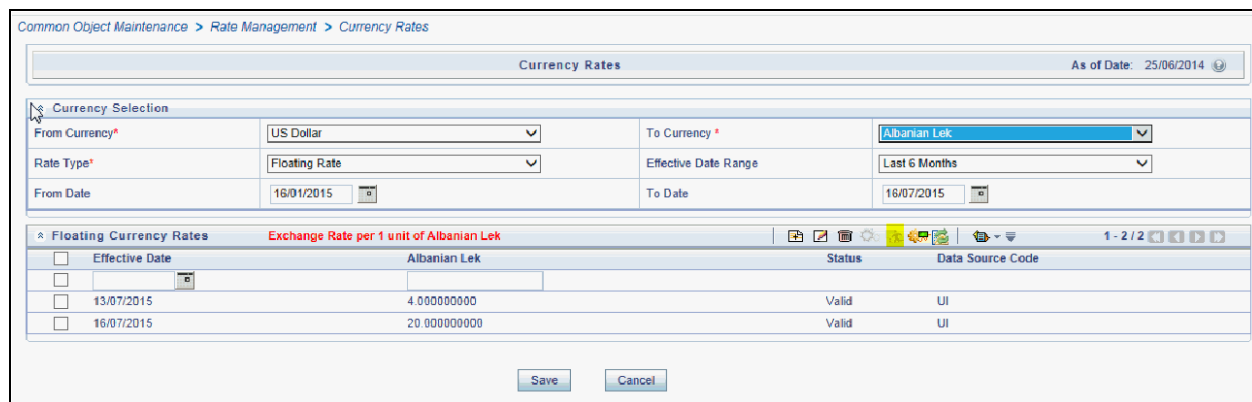 Common Object Maintenance > Rate Management > Currency Rates
Currency Rates As of Date: 25/06/2014
Currency Selection
From Currency* US Dollar To Currency * Albanian Lek
Rate Type* Floating Rate Effective Date Range Last 6 Months
From Date 16/01/2015 To Date 16/07/2015
Floating Currency Rates Exchange Rate per 1 unit of Albanian Lek 1 - 2 / 2
Effective Date Albanian Lek Status Data Source Code
13/07/2015 4.000000000 Valid UI
16/07/2015 20.000000000 Valid UI
Save Cancel